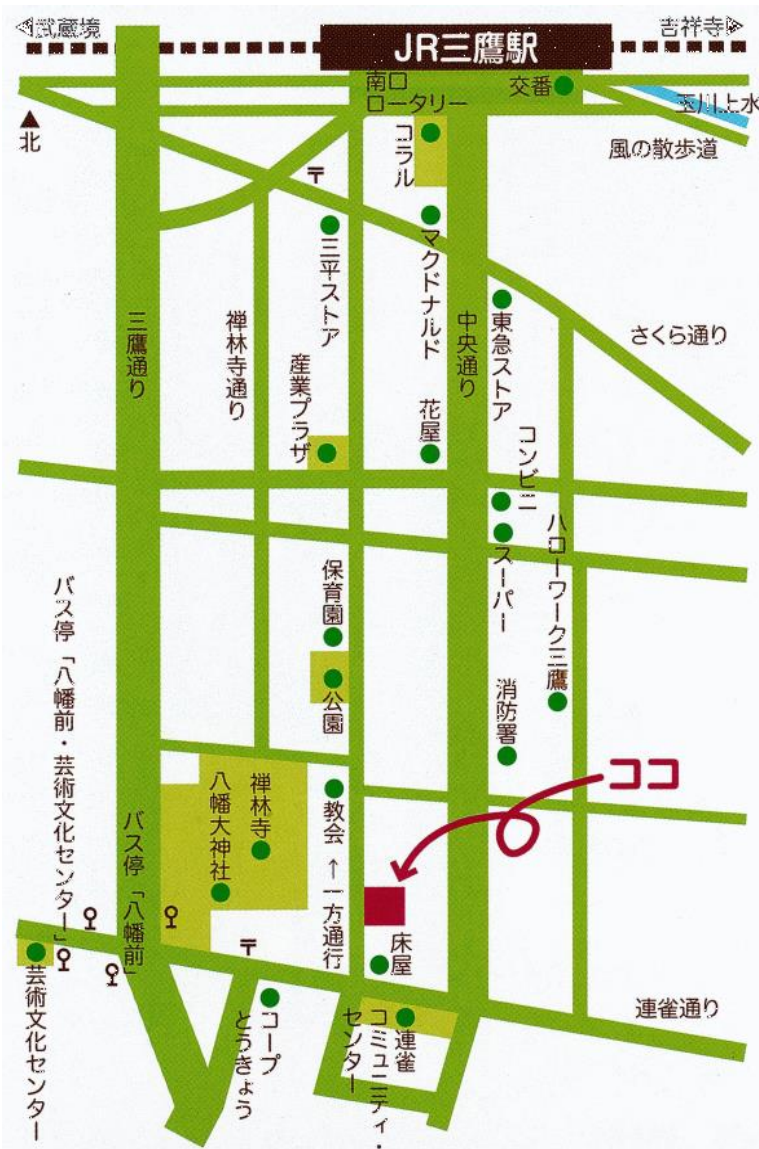 武蔵境
吉祥寺
JR三鷹駅
南口
ロータリー
交番
玉川上水
北
コラル
風の散歩道
〒
三平ストア
マクドナルド
三鷹通り
禅林寺通り
中央通り
東急ストア
さくら通り
産業プラザ
花屋
コンビニ
スーパー
ハローワーク三鷹
保育園
公園
消防署
バス停「八幡前・芸術文化センター」
ココ
八幡大神社
禅林寺
教会
↑一方通行
バス停「八幡前」
床屋
〒
芸術文化センター
コープ
とうきょう
連雀
コミュニティ・
センター
連雀通り